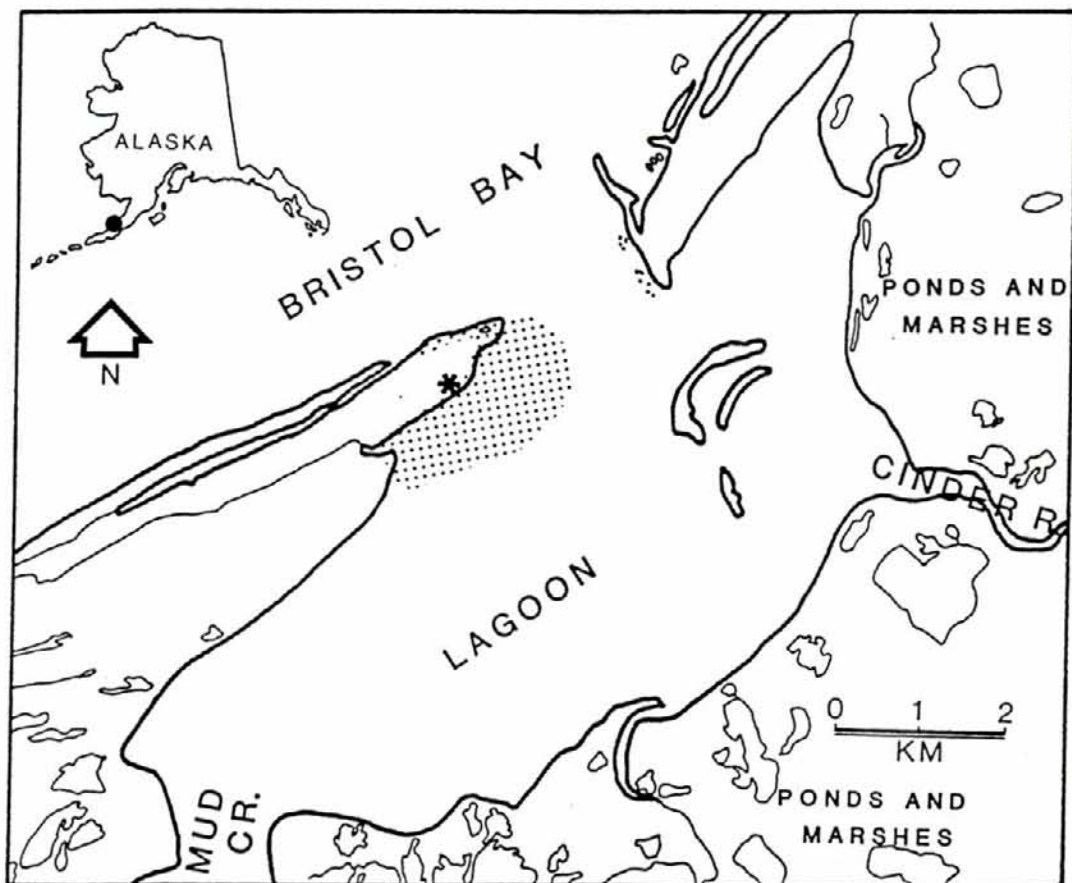 ALASKA
BRISTOL BAY
N
PONDS AND
MARSHES
CINDER R.
LAGOON
0 1 2
KM
MUD
CR.
PONDS AND
MARSHES